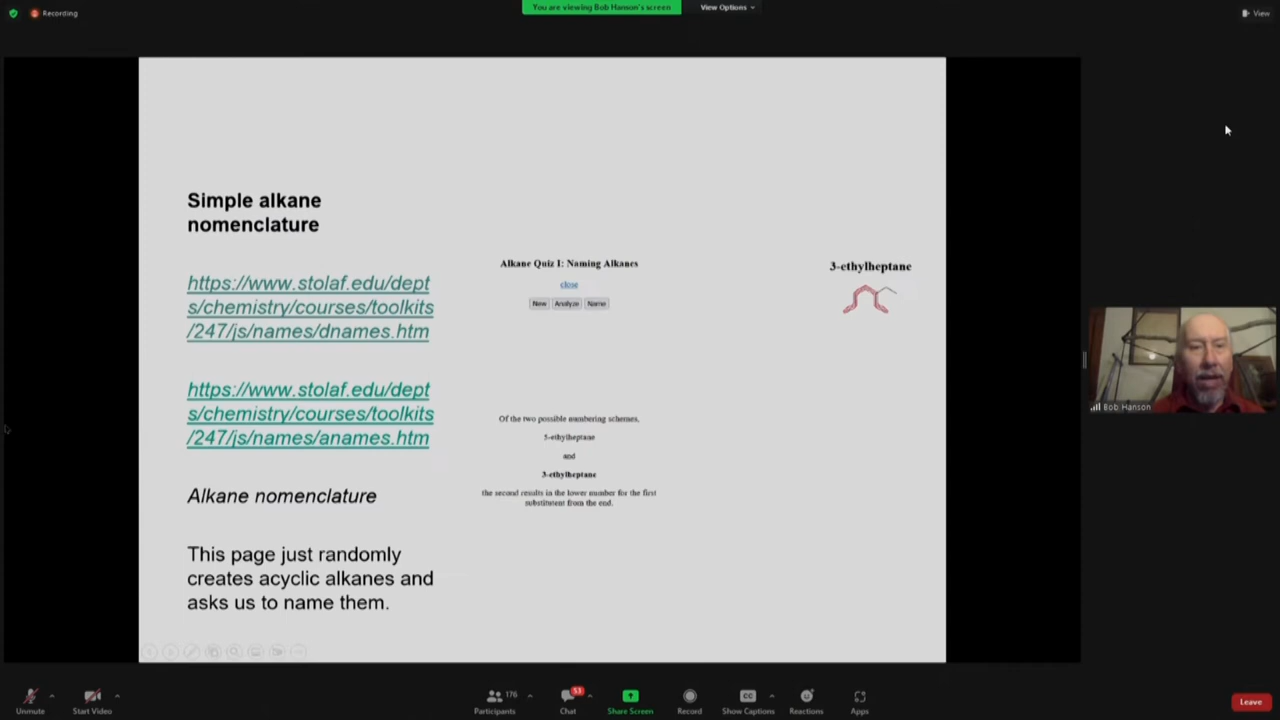 Recording
You are viewing Bob Hanson's screen
View Options
View
Simple alkane
nomenclature
https://www.stolaf.edu/dept
s/chemistry/courses/toolkits
/247/js/names/dnames.htm
https://www.stolaf.edu/dept
s/chemistry/courses/toolkits
/247/js/names/anames.htm
Alkane nomenclature
This page just randomly
creates acyclic alkanes and
asks us to name them.
Alkane Quiz I: Naming Alkanes
close
New Analyze Name
Of the two possible numbering schemes,
5-ethylheptane
and
3-ethylheptane
the second results in the lower number for the first
substituent from the end.
3-ethylheptane
Bob Hanson
Unmute
Start Video
176
Participants
53
Chat
Share Screen
Record
CC
Show Captions
Reactions
Apps
Leave